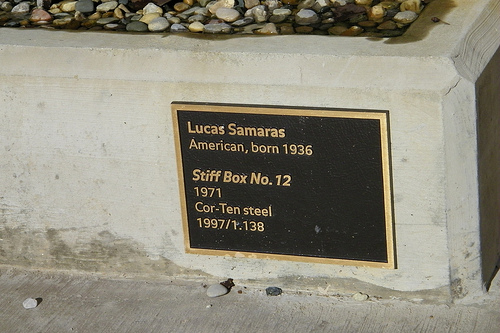 Lucas Samaras
American, born 1936
Stiff Box No. 12
1971
Cor-Ten steel
1997/1.138